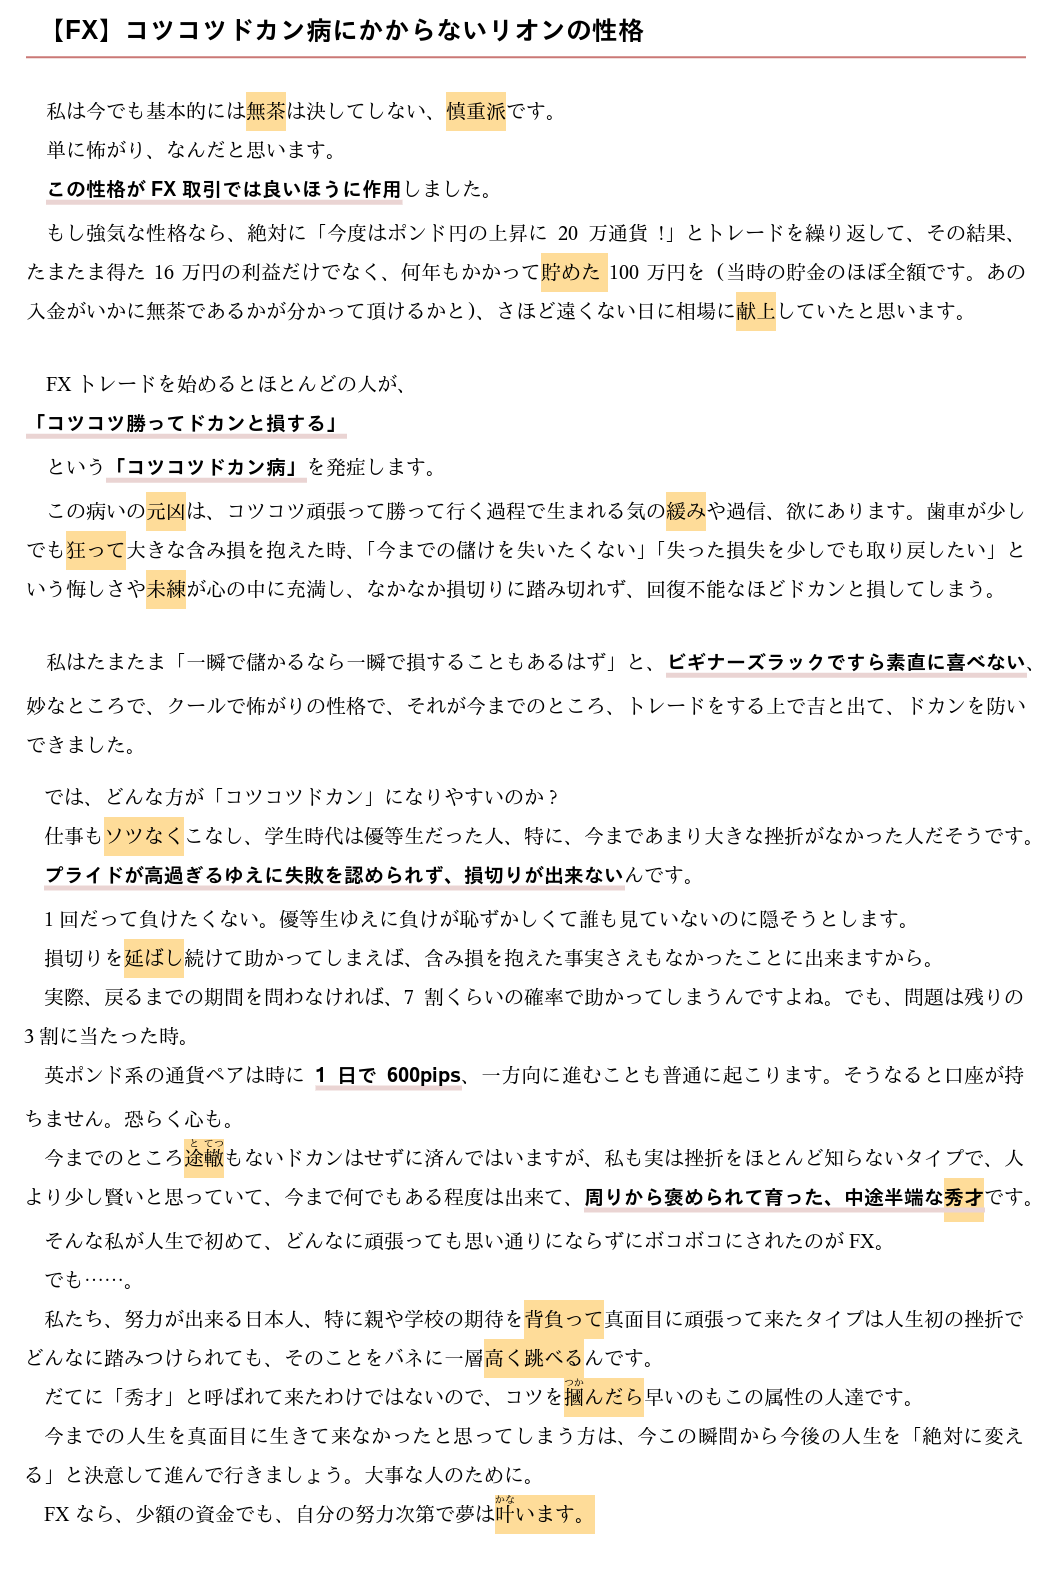 【FX】コツコツドカン病にかからないリオンの性格
私は今でも基本的には無茶は決してしない、慎重派です。
単に怖がり、なんだと思います。
この性格が FX 取引では良いほうに作用しました。
もし強気な性格なら、絶対に「今度はポンド円の上昇に 20 万通貨！」とトレードを繰り返して、その結果、
たまたま得た 16 万円の利益だけでなく、何年もかかって貯めた 100 万円を（当時の貯金のほぼ全額です。あの
入金がいかに無茶であるかが分かって頂けるかと）、さほど遠くない日に相場に献上していたと思います。
FX トレードを始めるとほとんどの人が、
「コツコツ勝ってドカンと損する」
という「コツコツドカン病」を発症します。
この病いの元凶は、コツコツ頑張って勝って行く過程で生まれる気の緩みや過信、欲にあります。歯車が少し
でも狂って大きな含み損を抱えた時、「今までの儲けを失いたくない」「失った損失を少しでも取り戻したい」と
いう悔しさや未練が心の中に充満し、なかなか損切りに踏み切れず、回復不能なほどドカンと損してしまう。
私はたまたま「一瞬で儲かるなら一瞬で損することもあるはず」と、ビギナーズラックですら素直に喜べない、
妙なところで、クールで怖がりの性格で、それが今までのところ、トレードをする上で吉と出て、ドカンを防い
できました。
では、どんな方が「コツコツドカン」になりやすいのか？
仕事もソツなくこなし、学生時代は優等生だった人、特に、今まであまり大きな挫折がなかった人だそうです。
プライドが高過ぎるゆえに失敗を認められず、損切りが出来ないんです。
1 回だって負けたくない。優等生ゆえに負けが恥ずかしくて誰も見ていないのに隠そうとします。
損切りを延ばし続けて助かってしまえば、含み損を抱えた事実さえもなかったことに出来ますから。
実際、戻るまでの期間を問わなければ、7 割くらいの確率で助かってしまうんですよね。でも、問題は残りの
3 割に当たった時。
英ポンド系の通貨ペアは時に 1 日で 600pips、一方向に進むことも普通に起こります。そうなると口座が持
ちません。恐らく心も。
今までのところ途轍もないドカンはせずに済んではいますが、私も実は挫折をほとんど知らないタイプで、人
より少し賢いと思っていて、今まで何でもある程度は出来て、周りから褒められて育った、中途半端な秀才です。
そんな私が人生で初めて、どんなに頑張っても思い通りにならずにボコボコにされたのが FX。
でも……。
私たち、努力が出来る日本人、特に親や学校の期待を背負って真面目に頑張って来たタイプは人生初の挫折で
どんなに踏みつけられても、そのことをバネに一層高く跳べるんです。
だてに「秀才」と呼ばれて来たわけではないので、コツを摑んだら早いのもこの属性の人達です。
今までの人生を真面目に生きて来なかったと思ってしまう方は、今この瞬間から今後の人生を「絶対に変え
る」と決意して進んで行きましょう。大事な人のために。
FX なら、少額の資金でも、自分の努力次第で夢は叶います。